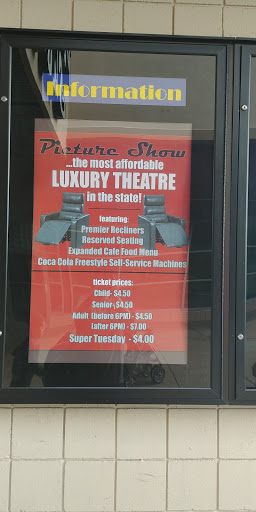 Information
Picture Show
...the most affordable
LUXURY THEATRE
in the state!
featuring:
Premier Recliners
Reserved Seating
Expanded Cafe Food Menu
Coca Cola Freestyle Self-Service Machines
ticket prices:
Child- $4.50
Senior- $4.50
Adult (before 6PM) - $4.50
(after 6PM) - $7.00
Super Tuesday - $4.00